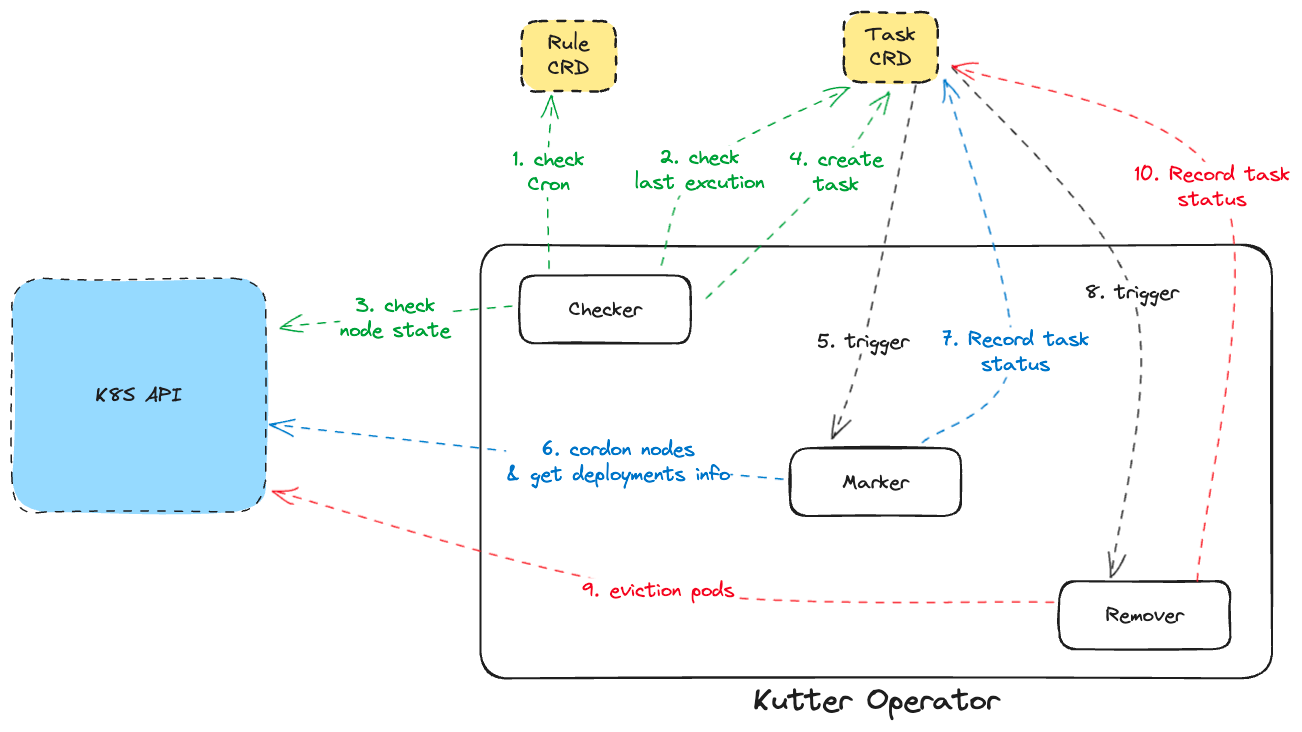 Rule
CRD
Task
CRD
1. check
Cron
2. check
last excution
4. create
task
10. Record task
status
Checker
3. check
node state
8. trigger
5. trigger
7. Record task
status
K8S API
6. cordon nodes
& get deployments info
Marker
9. eviction pods
Remover
Kutter Operator